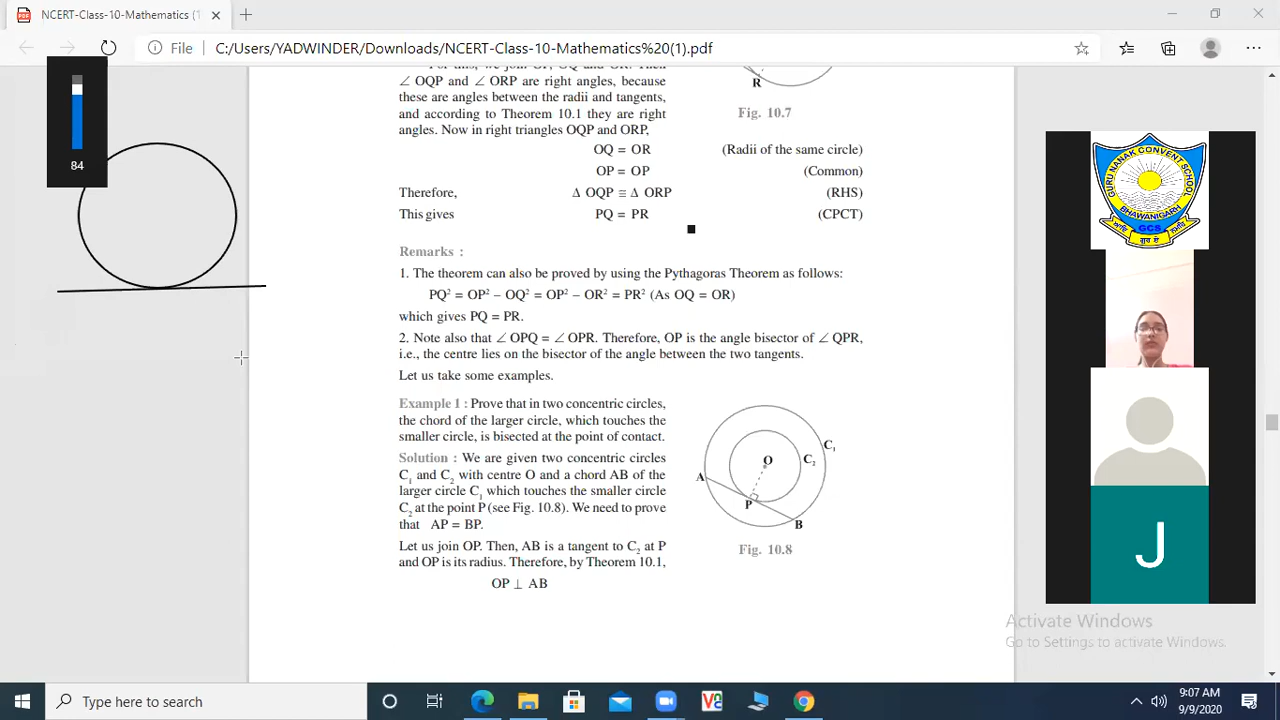 NCERT-Class-10-Mathematics (1
File
C:/Users/YADWINDER/Downloads/NCERT-Class-10-Mathematics%20(1).pdf
84
For this, we join OP, OQ and OR. Then
∠ OQP and ∠ ORP are right angles, because
these are angles between the radii and tangents,
and according to Theorem 10.1 they are right
angles. Now in right triangles OQP and ORP,
R
Fig. 10.7
OQ = OR (Radii of the same circle)
OP = OP (Common)
Therefore, Δ OQP ≅ Δ ORP (RHS)
This gives PQ = PR (CPCT)
Remarks :
1. The theorem can also be proved by using the Pythagoras Theorem as follows:
PQ² = OP² – OQ² = OP² – OR² = PR² (As OQ = OR)
which gives PQ = PR.
2. Note also that ∠ OPQ = ∠ OPR. Therefore, OP is the angle bisector of ∠ QPR,
i.e., the centre lies on the bisector of the angle between the two tangents.
Let us take some examples.
Example 1 : Prove that in two concentric circles,
the chord of the larger circle, which touches the
smaller circle, is bisected at the point of contact.
Solution : We are given two concentric circles
C₁ and C₂ with centre O and a chord AB of the
larger circle C₁ which touches the smaller circle
C₂ at the point P (see Fig. 10.8). We need to prove
that AP = BP.
Let us join OP. Then, AB is a tangent to C₂ at P
and OP is its radius. Therefore, by Theorem 10.1,
OP ⊥ AB
C₁
O
C₂
A
P
B
Fig. 10.8
GURU NANAK CONVENT SCHOOL
BHAWANIGARH
GCS
J
Activate Windows
Go to Settings to activate Windows.
Type here to search
9:07 AM
9/9/2020